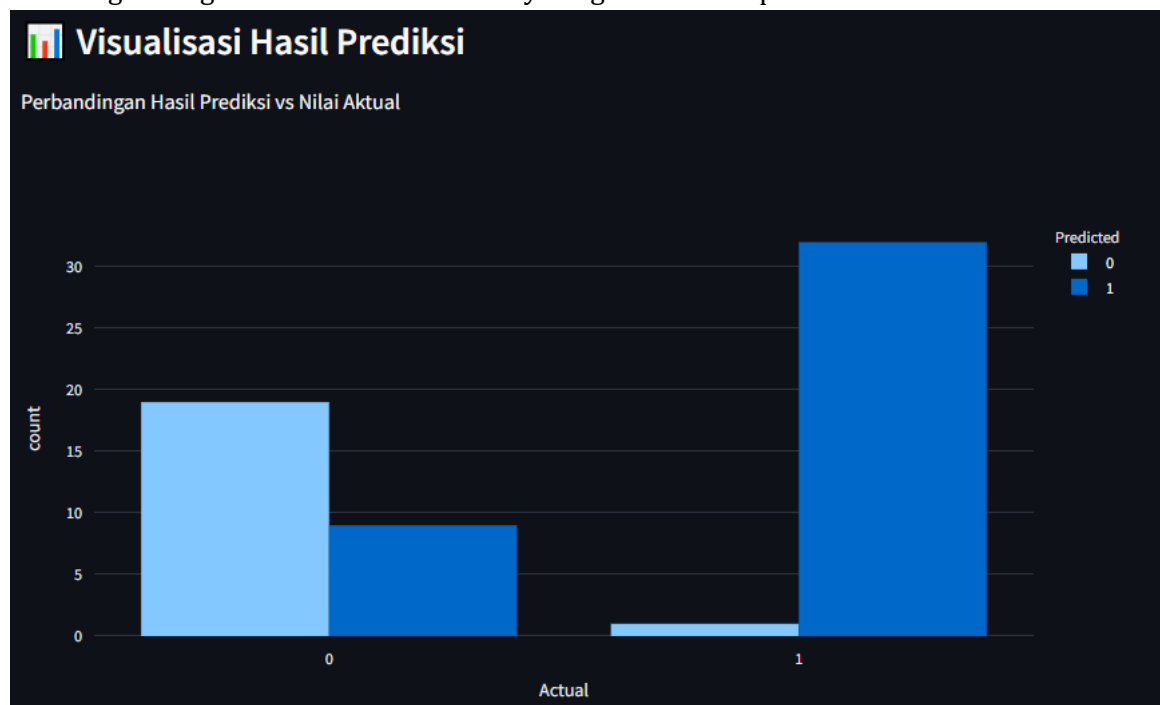 Visualisasi Hasil Prediksi
Perbandingan Hasil Prediksi vs Nilai Aktual
Predicted
0
1
30
25
20
15
10
5
0
count
0
1
Actual